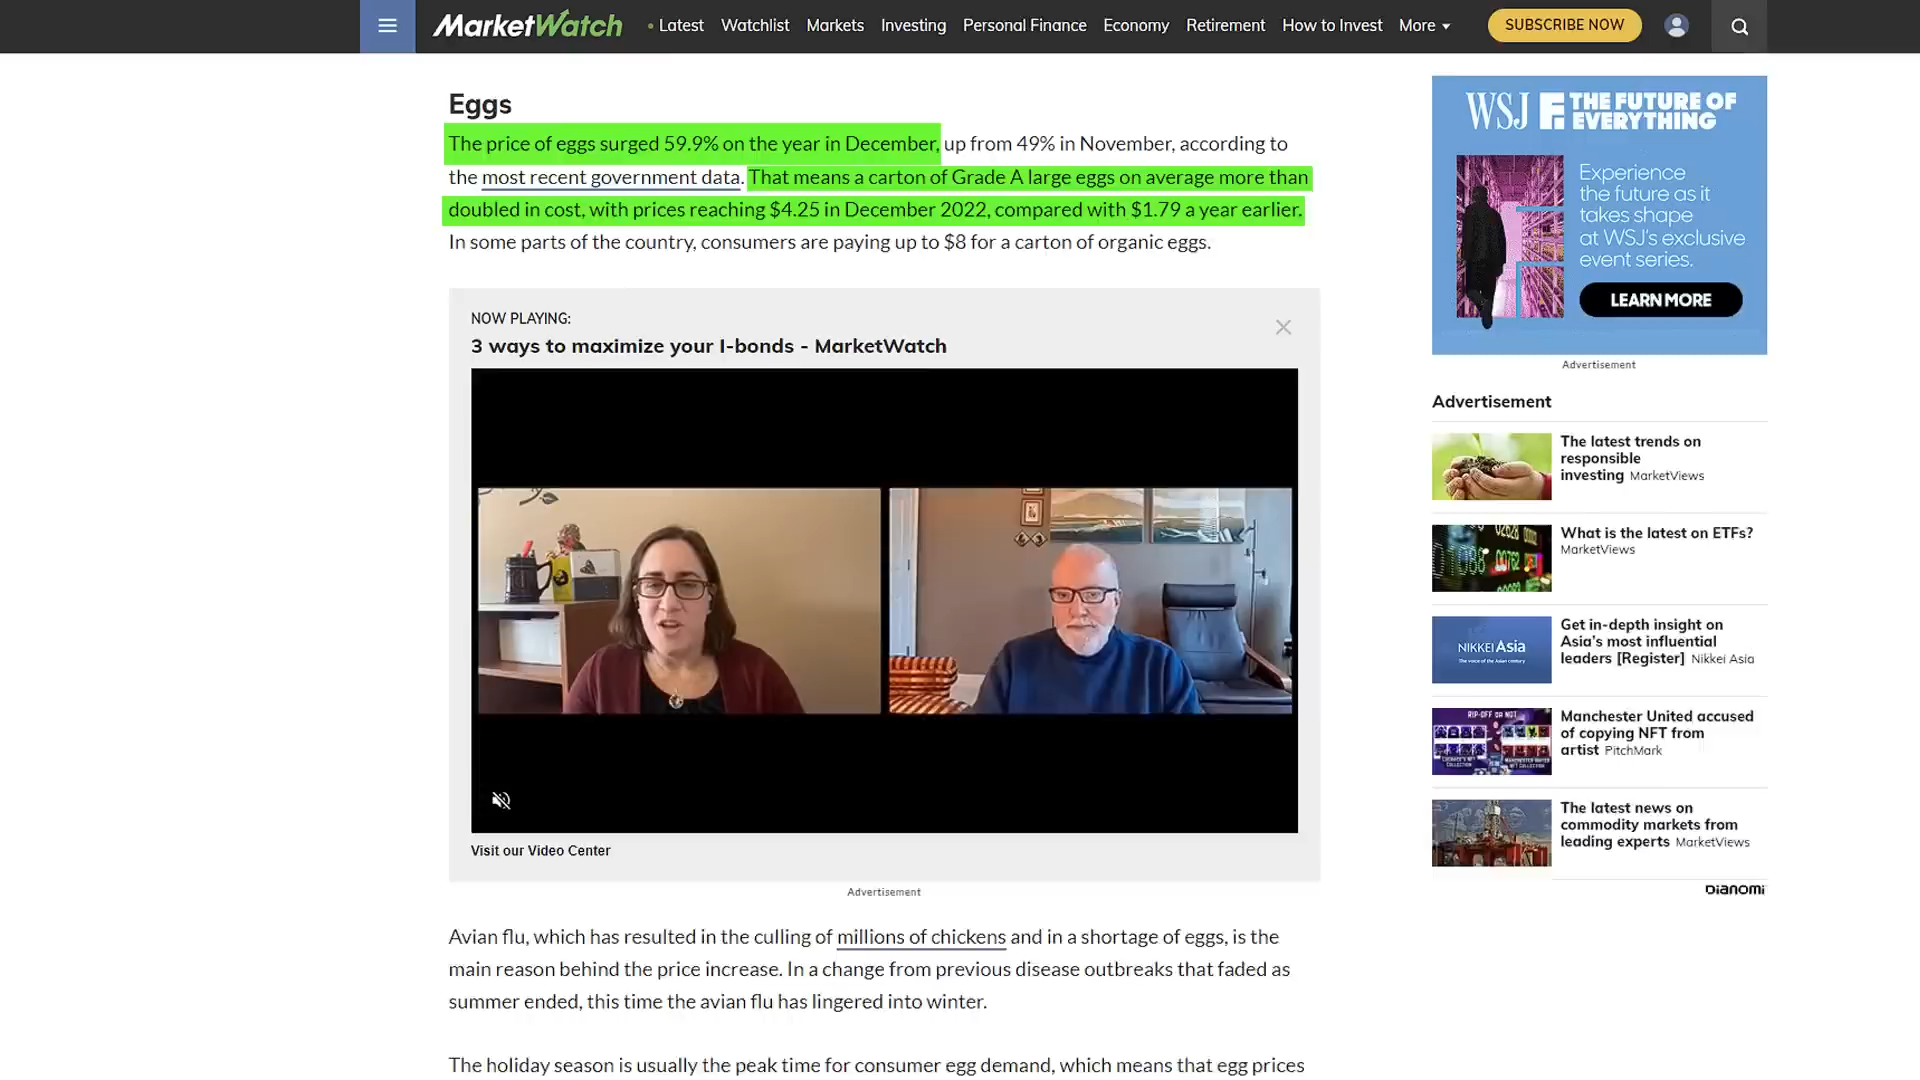 MarketWatch
Latest Watchlist Markets Investing Personal Finance Economy Retirement How to Invest More SUBSCRIBE NOW
Eggs
The price of eggs surged 59.9% on the year in December, up from 49% in November, according to
the most recent government data. That means a carton of Grade A large eggs on average more than
doubled in cost, with prices reaching $4.25 in December 2022, compared with $1.79 a year earlier.
In some parts of the country, consumers are paying up to $8 for a carton of organic eggs.
NOW PLAYING:
3 ways to maximize your I-bonds - MarketWatch
Visit our Video Center
Advertisement
Avian flu, which has resulted in the culling of millions of chickens and in a shortage of eggs, is the
main reason behind the price increase. In a change from previous disease outbreaks that faded as
summer ended, this time the avian flu has lingered into winter.
The holiday season is usually the peak time for consumer egg demand, which means that egg prices
WSJ THE FUTURE OF
EVERYTHING
Experience
the future as it
takes shape
at WSJ's exclusive
event series.
LEARN MORE
Advertisement
Advertisement
The latest trends on
responsible
investing MarketViews
What is the latest on ETFs?
MarketViews
NIKKEI Asia
The voice of the Asian century
Get in-depth insight on
Asia's most influential
leaders [Register] Nikkei Asia
RIP-OFF OR NOT
Manchester United accused
of copying NFT from
artist PitchMark
The latest news on
commodity markets from
leading experts MarketViews
DIANOMI